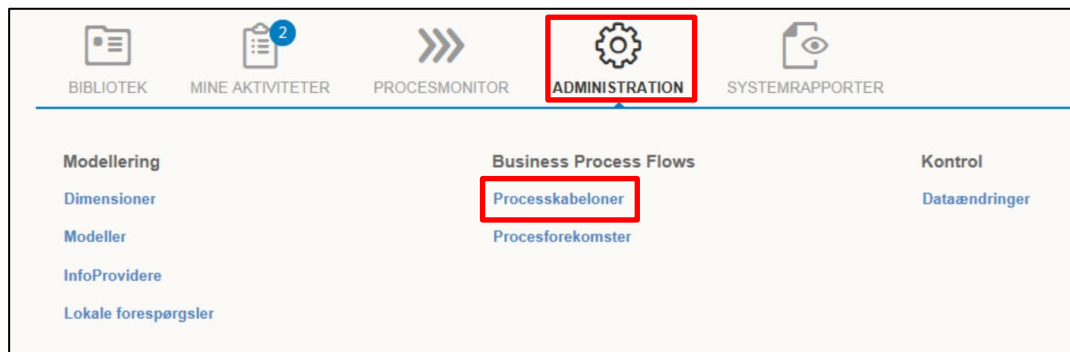 2
BIBLIOTEK MINE AKTIVITETER PROCESMONITOR ADMINISTRATION SYSTEMRAPPORTER
Modellering
Dimensioner
Modeller
InfoProvidere
Lokale forespørgsler
Business Process Flows
Processkabeloner
Procesforekomster
Kontrol
Dataændringer